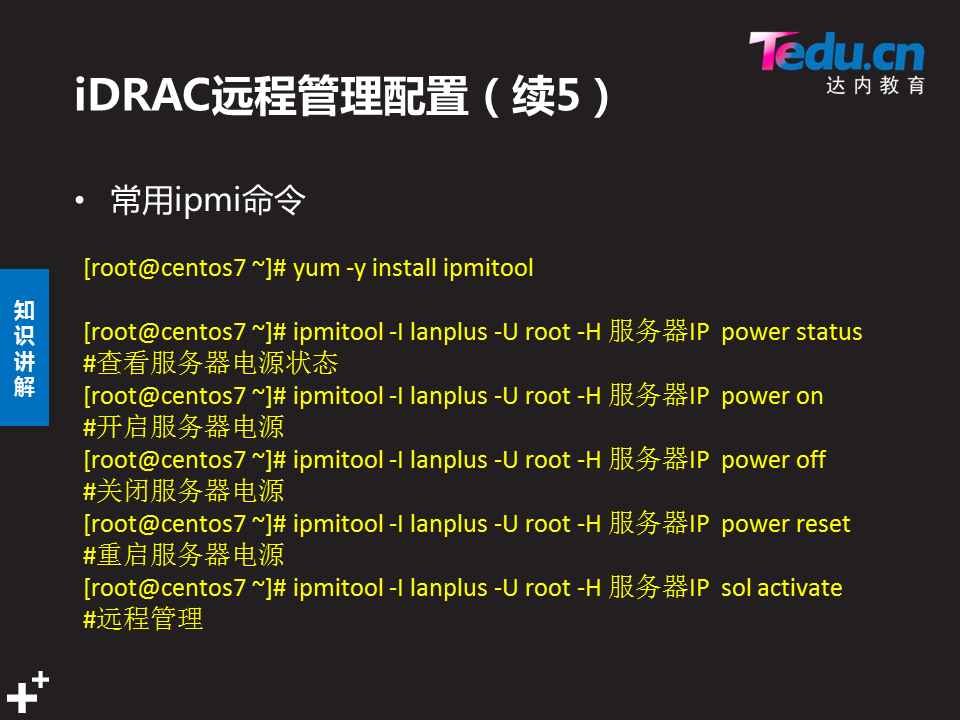 Tedu.cn
达内教育
iDRAC远程管理配置（续5）
• 常用ipmi命令
[root@centos7 ~]# yum -y install ipmitool
知识讲解
[root@centos7 ~]# ipmitool -I lanplus -U root -H 服务器IP  power status
#查看服务器电源状态
[root@centos7 ~]# ipmitool -I lanplus -U root -H 服务器IP  power on
#开启服务器电源
[root@centos7 ~]# ipmitool -I lanplus -U root -H 服务器IP  power off
#关闭服务器电源
[root@centos7 ~]# ipmitool -I lanplus -U root -H 服务器IP  power reset
#重启服务器电源
[root@centos7 ~]# ipmitool -I lanplus -U root -H 服务器IP  sol activate
#远程管理